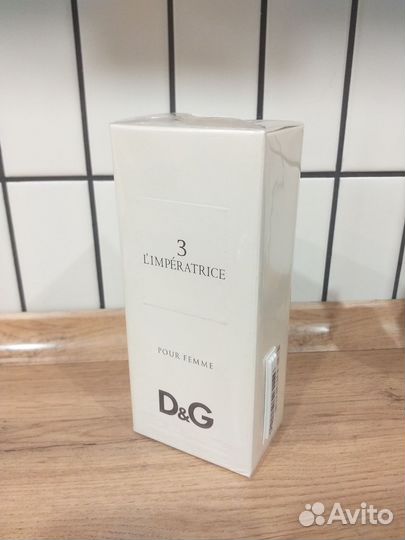 3
L'IMPÉRATRICE
POUR FEMME
D&G
Avito